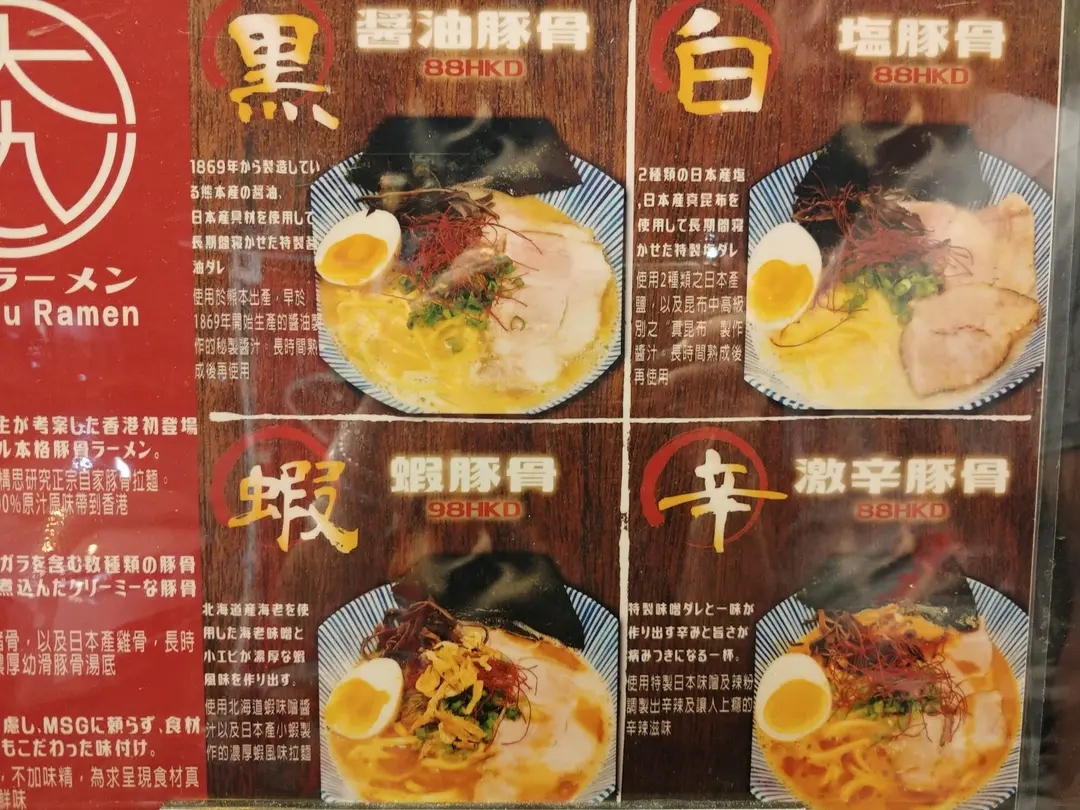 大
九
ラーメン
u Ramen
主が考案した香港初登場
ル本格豚骨ラーメン。
構思研究正宗自家豚骨拉麵。
00%原汁原味帶到香港
ガラを含む数種類の豚骨
煮込んだクリーミーな豚骨
骨，以及日本產雞骨，長時
濃厚幼滑豚骨湯底
慮し、MSGに頼らず、食材
もこだわった味付け。
，不加味精，為求呈現食材真
鮮味
黒
醤油豚骨
88HKD
1869年から製造してい
る熊本産の醤油、
日本産具材を使用して
長期間寝かせた特製醤
油ダレ
使用於熊本出產，早於
1869年開始生產的醬油製
作的秘製醬汁。長時間熟
成後再使用
白
塩豚骨
88HKD
2種類の日本産塩
,日本産真昆布を
使用して長期間寝
かせた特製塩ダレ
使用2種類之日本產
鹽，以及昆布中高級
別之“真昆布”製作
醬汁。長時間熟成後
再使用
蝦
蝦豚骨
98HKD
北海道産海老を使
用した海老味噌と
小エビが濃厚な蝦
風味を作り出す。
使用北海道蝦味噌醬
汁以及日本產小蝦製
作的濃厚蝦風味拉麵
辛
激辛豚骨
88HKD
特製味噌ダレと一味が
作り出す辛みと旨さが
病みつきになる一杯。
使用特製日本味噌及辣粉
調製出辛辣及讓人上癮的
辛辣滋味